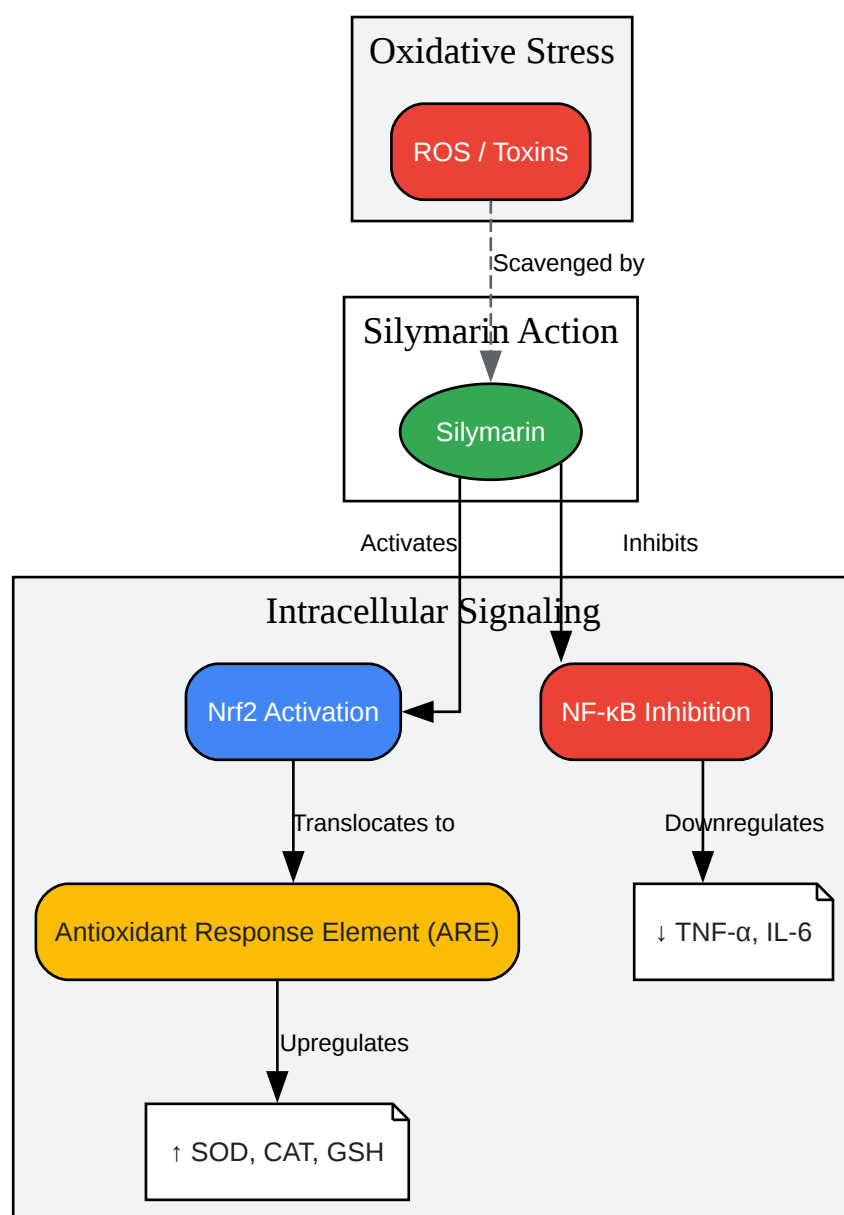 Oxidative Stress
ROS / Toxins
Scavenged by
Silymarin Action
Silymarin
Activates
Inhibits
Intracellular Signaling
Nrf2 Activation
NF-κB Inhibition
Translocates to
Downregulates
Antioxidant Response Element (ARE)
↓ TNF-α, IL-6
Upregulates
↑ SOD, CAT, GSH